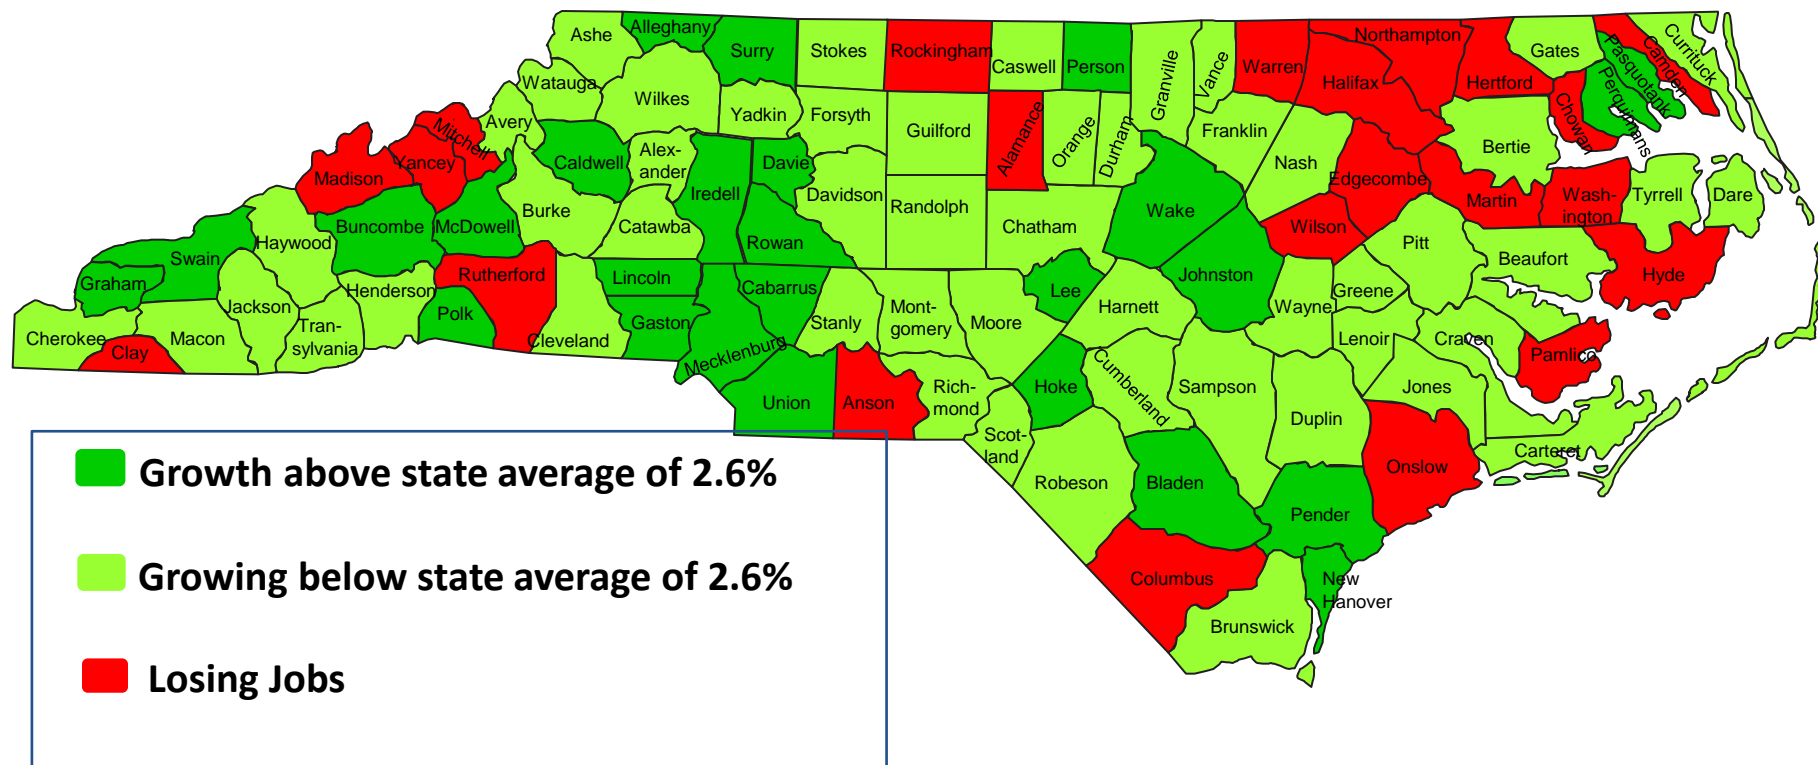 Ashe
Alleghany
Surry
Stokes
Rockingham
Caswell
Person
Granville
Vance
Warren
Northampton
Halifax
Hertford
Gates
Camden
Currituck
Pasquotank
Perquimans
Chowan
Watauga
Wilkes
Yadkin
Forsyth
Guilford
Alamance
Orange
Durham
Franklin
Nash
Edgecombe
Bertie
Martin
Wash-
ington
Tyrrell
Dare
Avery
Mitchell
Yancey
Madison
Caldwell
Alex-
ander
Iredell
Davie
Davidson
Randolph
Chatham
Wake
Wilson
Pitt
Beaufort
Hyde
Burke
McDowell
Buncombe
Haywood
Swain
Graham
Catawba
Rowan
Rutherford
Lincoln
Cabarrus
Lee
Johnston
Harnett
Wayne
Greene
Lenoir
Craven
Pamlico
Jones
Cherokee
Clay
Macon
Jackson
Tran-
sylvania
Henderson
Polk
Cleveland
Gaston
Mecklenburg
Stanly
Mont-
gomery
Moore
Union
Anson
Rich-
mond
Scot-
land
Hoke
Cumberland
Sampson
Duplin
Onslow
Carteret
Robeson
Bladen
Pender
Columbus
New
Hanover
Brunswick
Growth above state average of 2.6%
Growing below state average of 2.6%
Losing Jobs